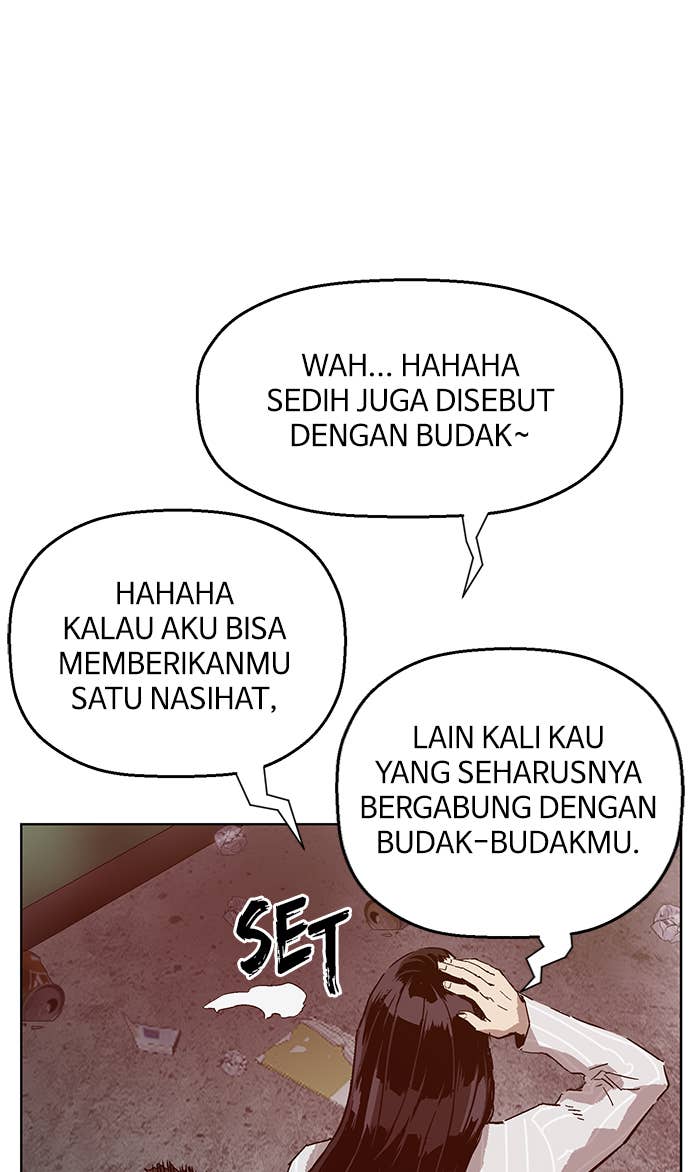 WAH... HAHAHA
SEDIH JUGA DISEBUT
DENGAN BUDAK~
HAHAHA
KALAU AKU BISA
MEMBERIKANMU
SATU NASIHAT,
LAIN KALI KAU
YANG SEHARUSNYA
BERGABUNG DENGAN
BUDAK-BUDAKMU.
SET